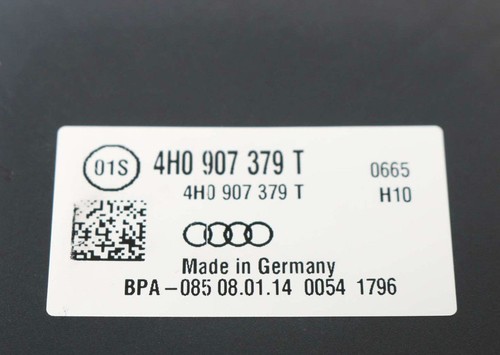 01S 4H0 907 379 T 0665
4H0 907 379 T H10
Made in Germany
BPA-085 08.01.14 0054 1796